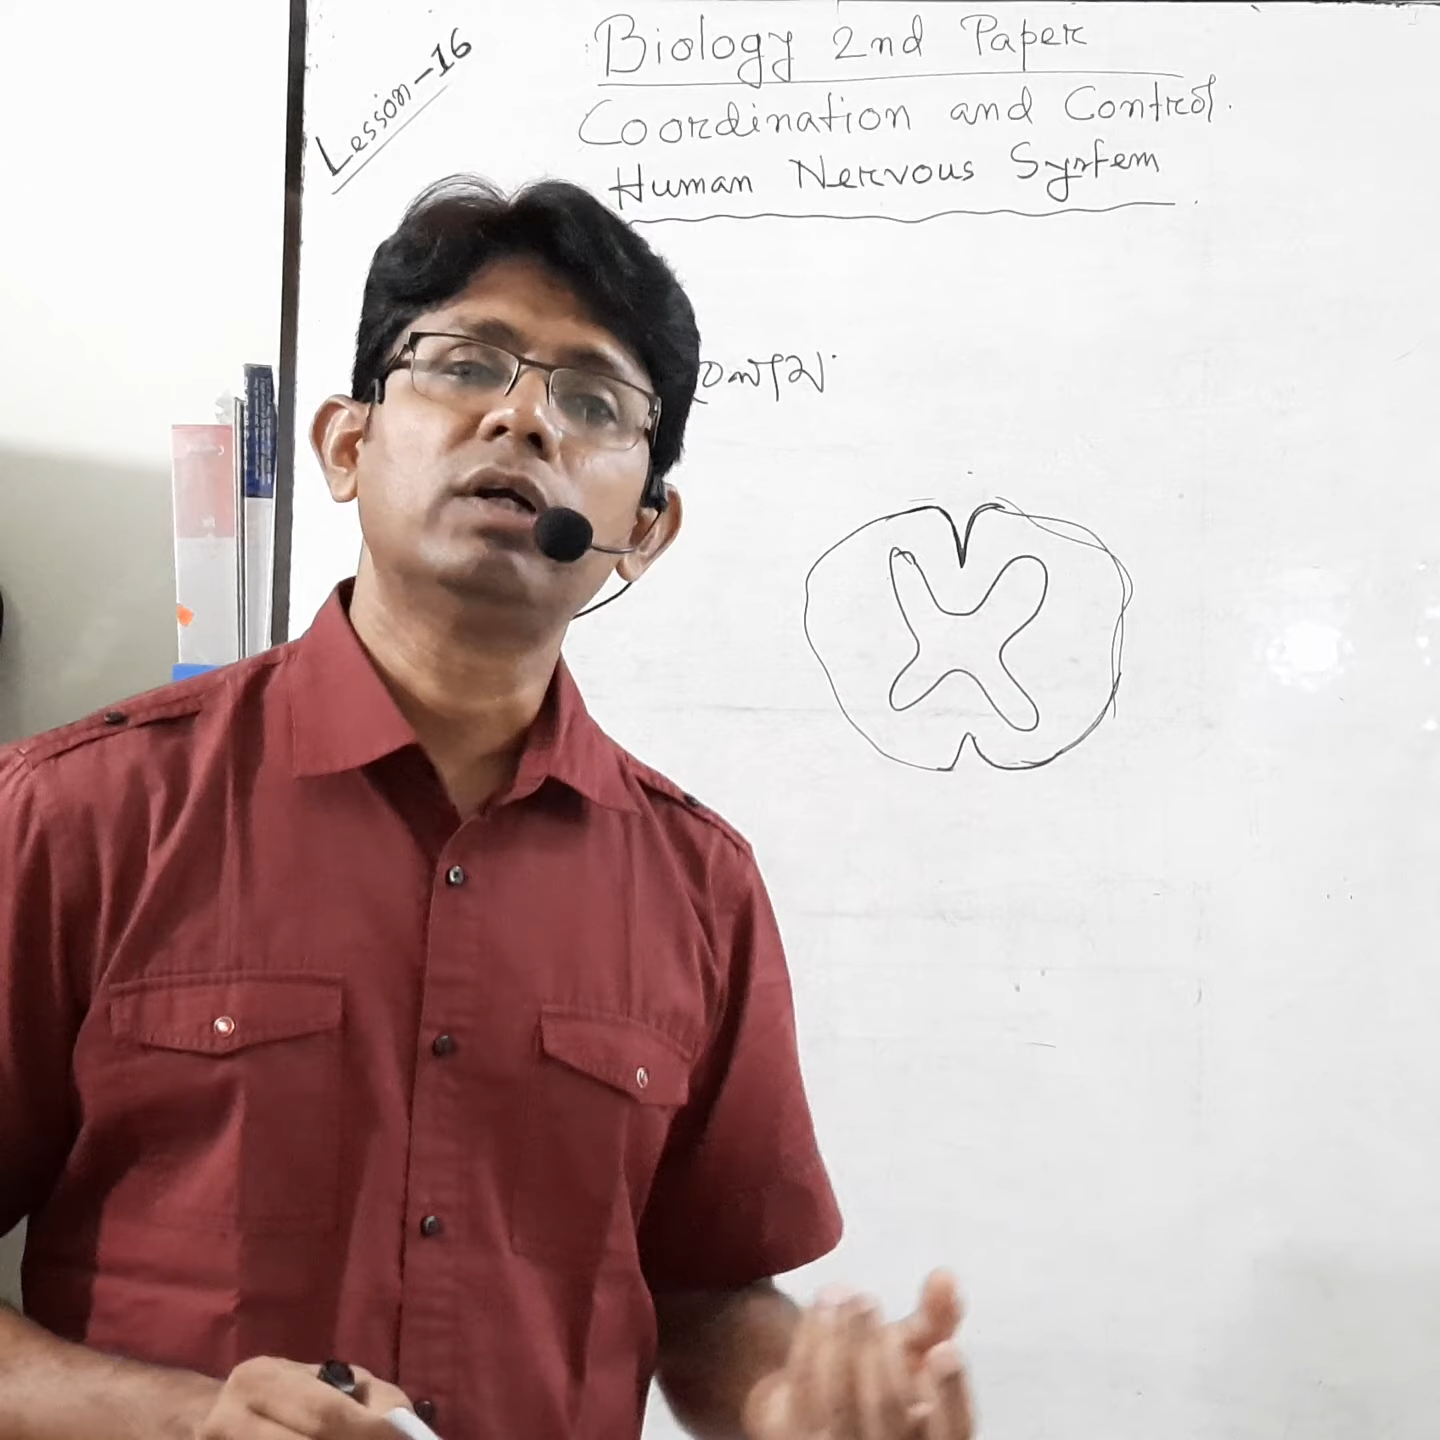 Lesson-16
Biology 2nd Paper
Coordination and Control.
Human Nervous System